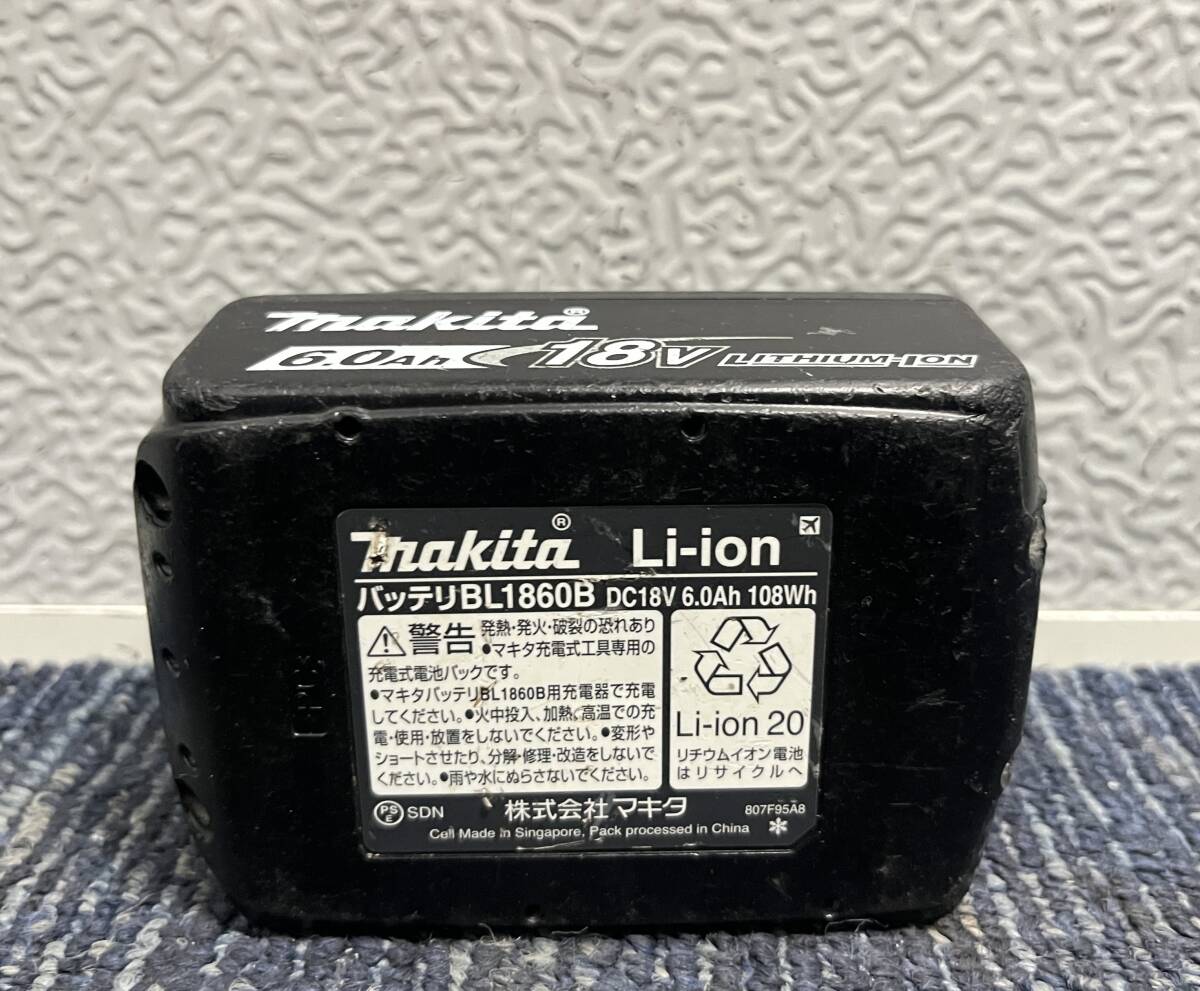 makita®
6.0Ah 18V LITHIUM-ION
makita® Li-ion
バッテリBL1860B DC18V 6.0Ah 108Wh
警告 発熱・発火・破裂の恐れあり
●マキタ充電式工具専用の
充電式電池パックです。
●マキタバッテリBL1860B用充電器で充電
してください。●火中投入、加熱、高温での充
電・使用・放置をしないでください。●変形や
ショートさせたり、分解・修理・改造をしないで
ください。●雨や水にぬらさないでください。
Li-ion 20
リチウムイオン電池
はリサイクルへ
PSE SDN 株式会社マキタ 807F95A8
Cell Made in Singapore, Pack processed in China